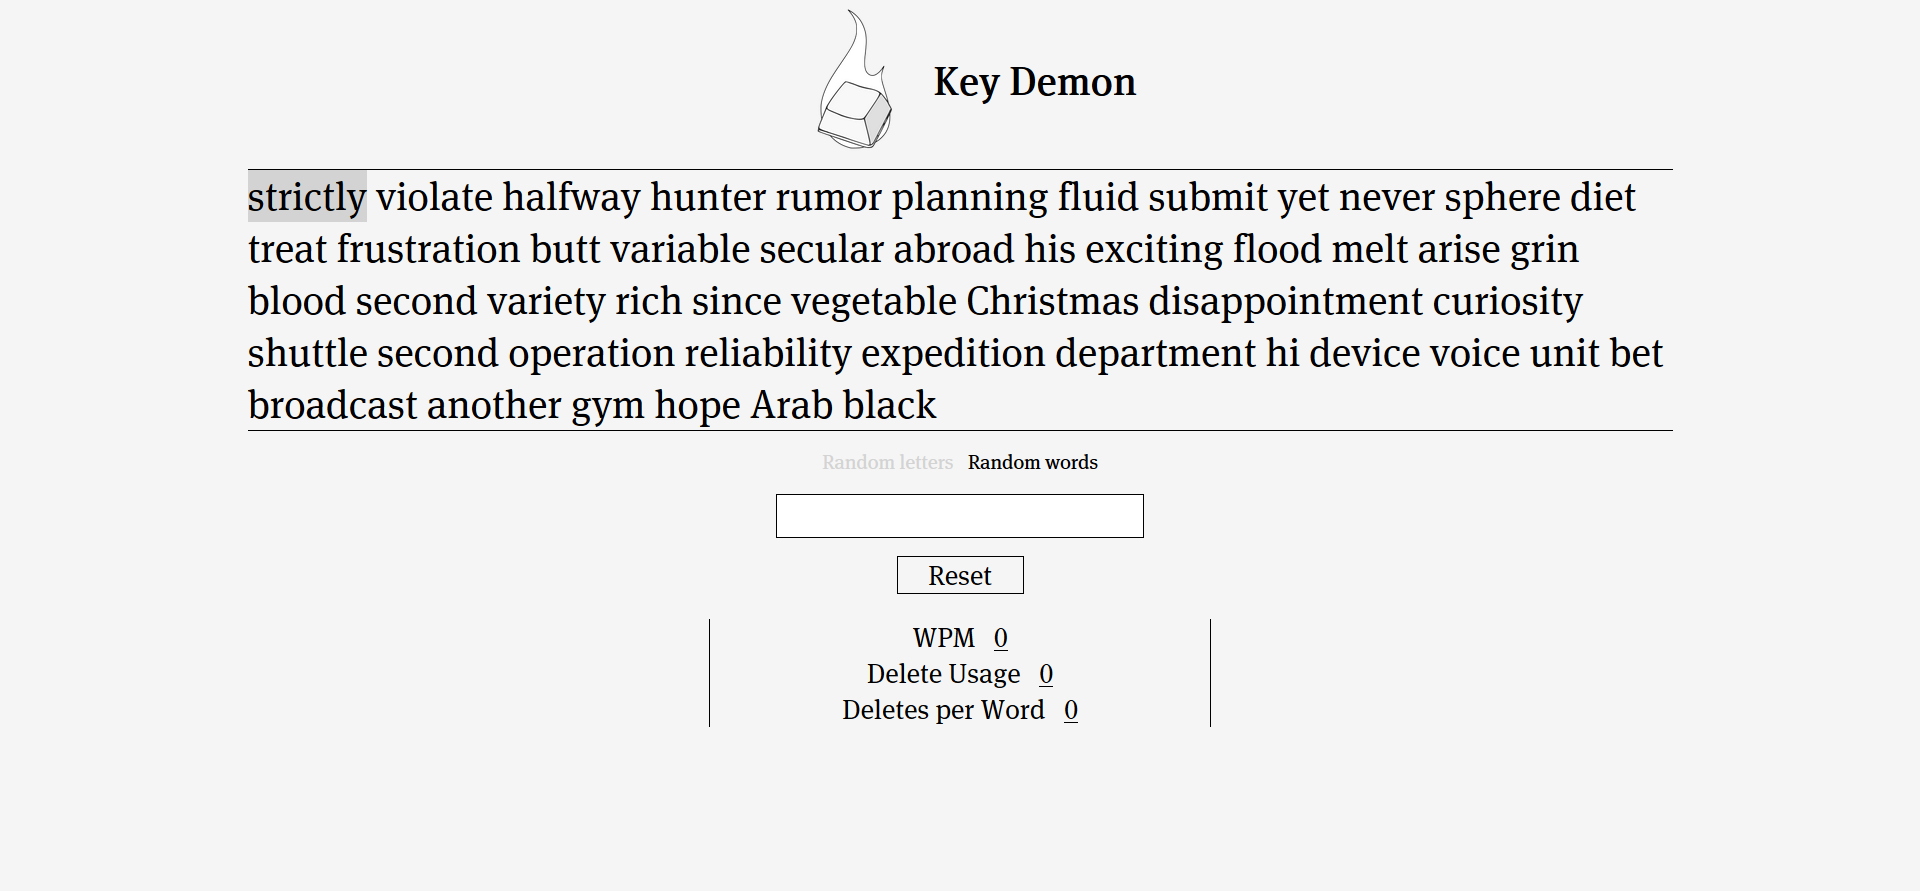 Key Demon
strictly violate halfway hunter rumor planning fluid submit yet never sphere diet
treat frustration butt variable secular abroad his exciting flood melt arise grin
blood second variety rich since vegetable Christmas disappointment curiosity
shuttle second operation reliability expedition department hi device voice unit bet
broadcast another gym hope Arab black
Random letters Random words
Reset
WPM 0
Delete Usage 0
Deletes per Word 0